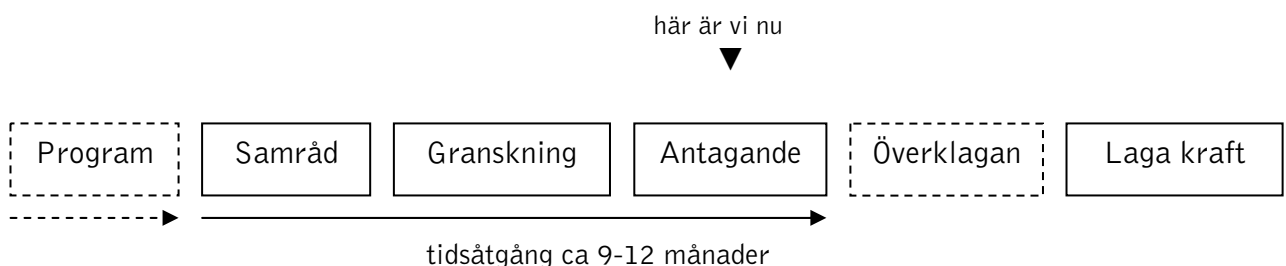 här är vi nu
Program Samråd Granskning Antagande Överklagan Laga kraft
tidsåtgång ca 9-12 månader